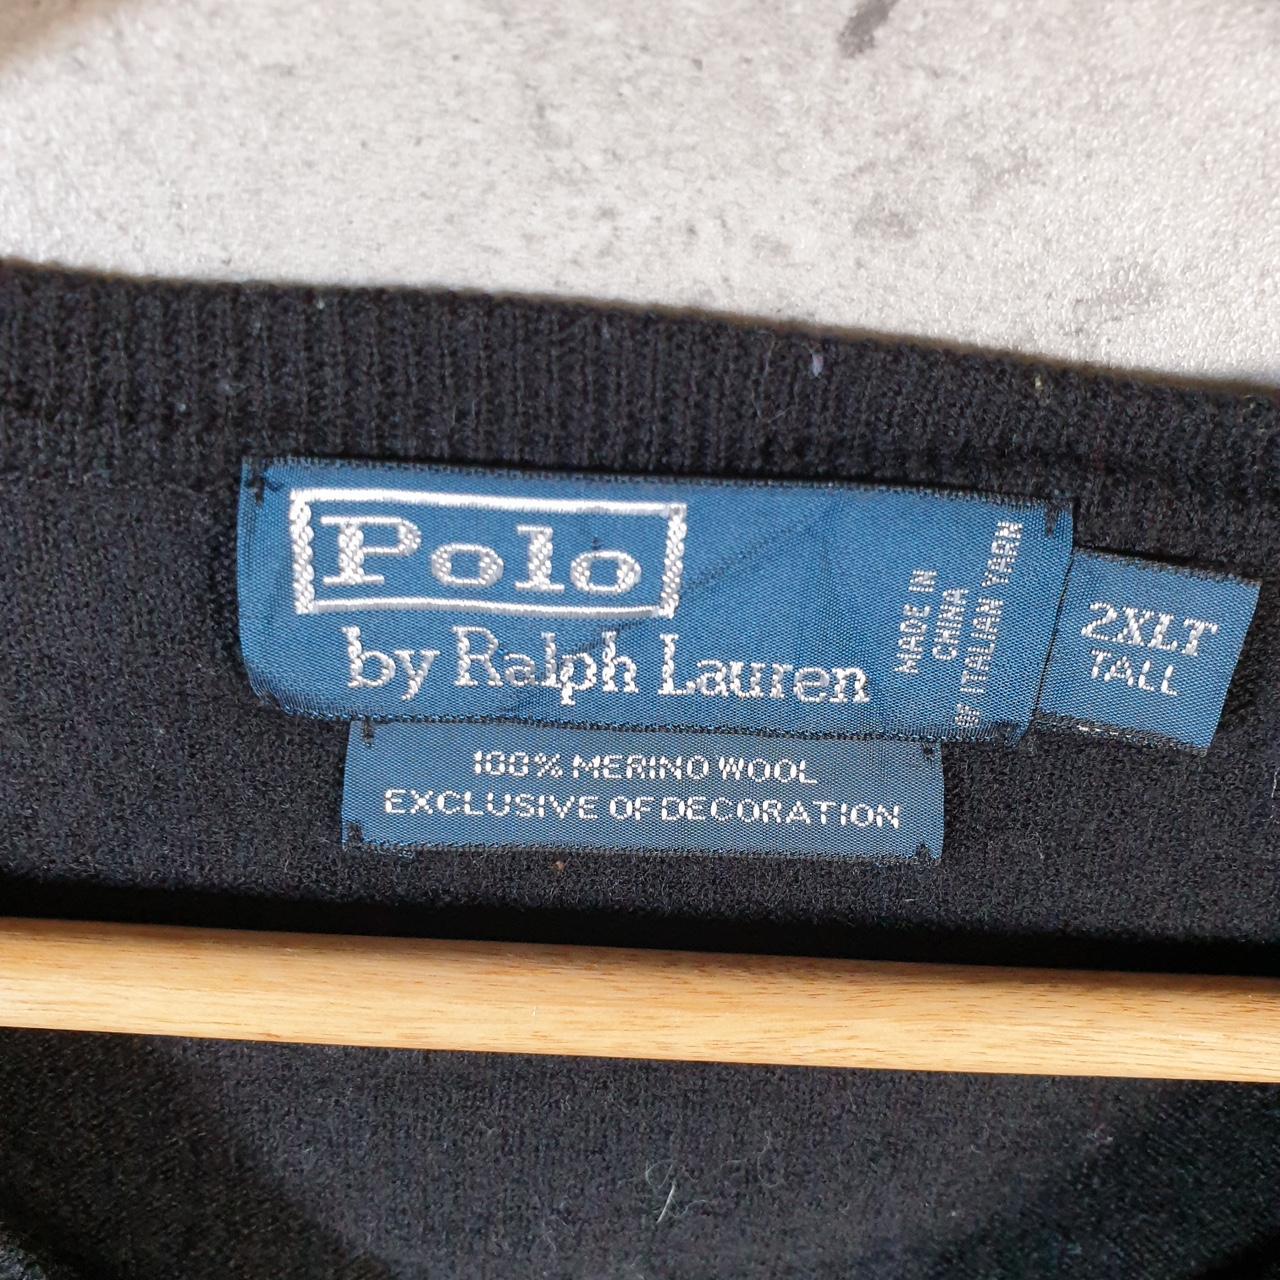 Polo
by Ralph Lauren
MADE IN
CHINA
OF ITALIAN YARN
2XLT
TALL
100% MERINO WOOL
EXCLUSIVE OF DECORATION